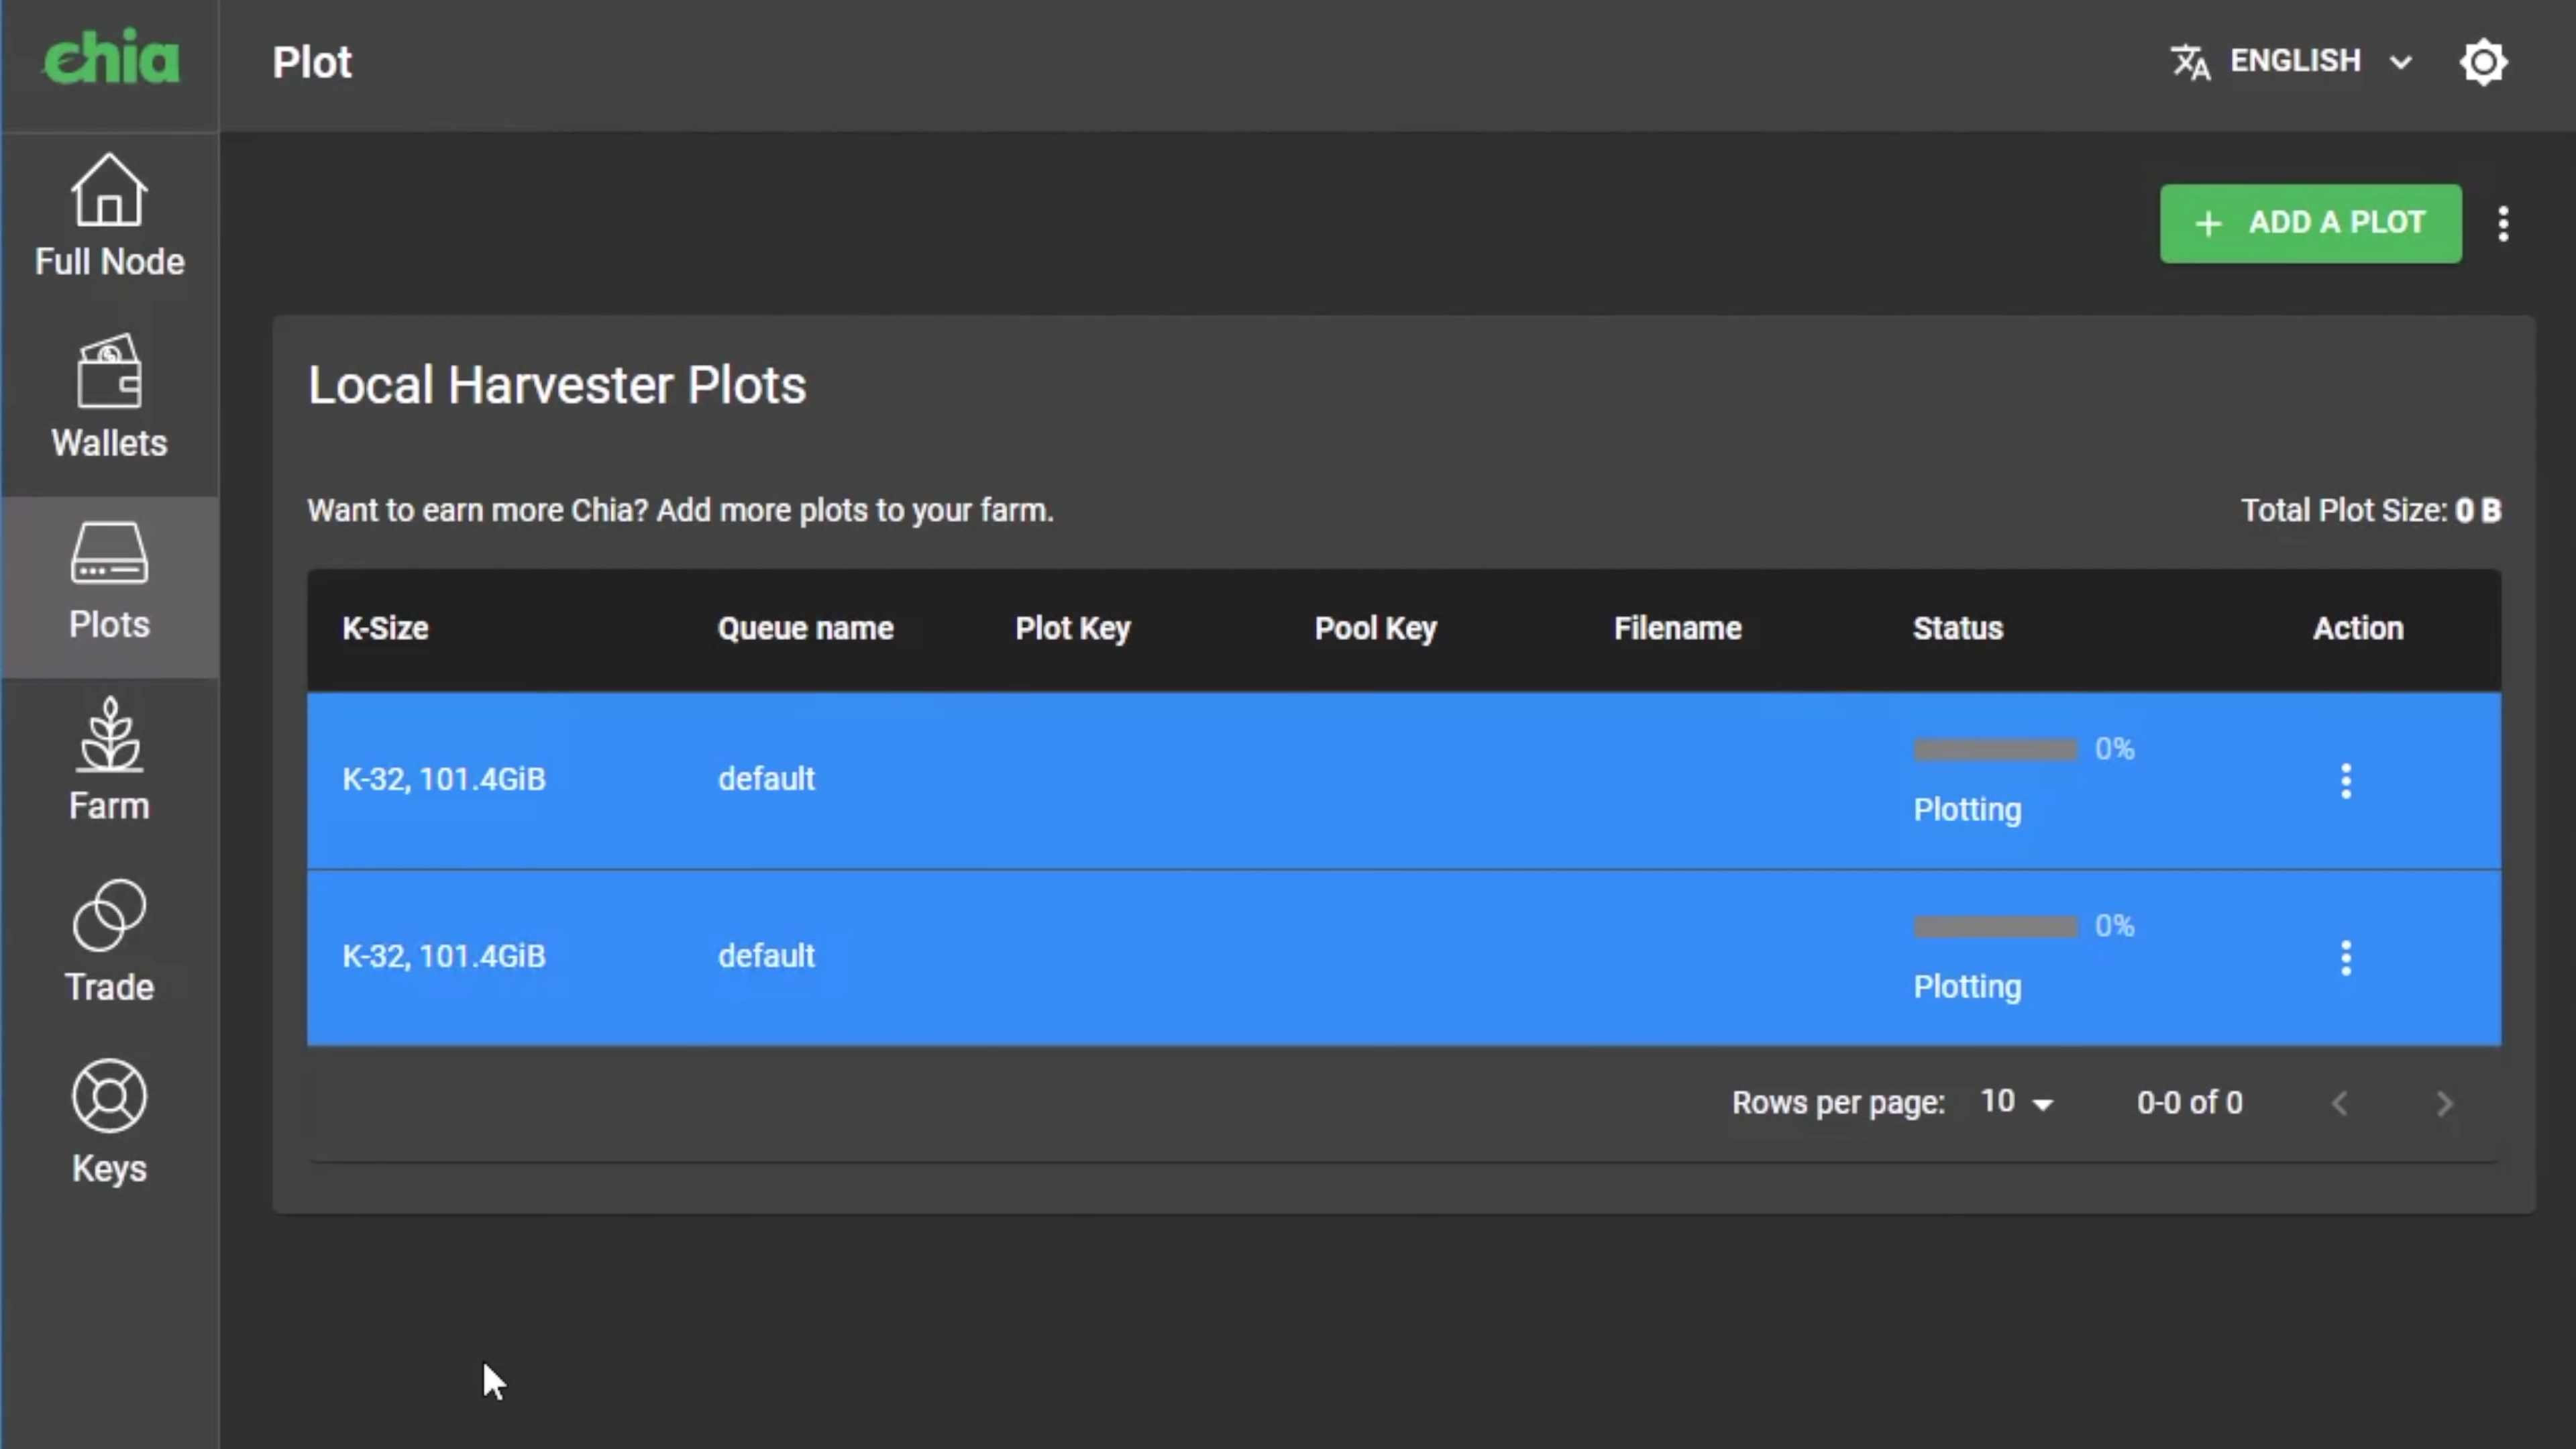 chia
Plot
ENGLISH
Full Node
Wallets
Plots
Farm
Trade
Keys
ADD A PLOT
Local Harvester Plots
Want to earn more Chia? Add more plots to your farm.
Total Plot Size: 0 B
K-Size Queue name Plot Key Pool Key Filename Status Action
K-32, 101.4GiB default 0%
Plotting
K-32, 101.4GiB default 0%
Plotting
Rows per page: 10 0-0 of 0